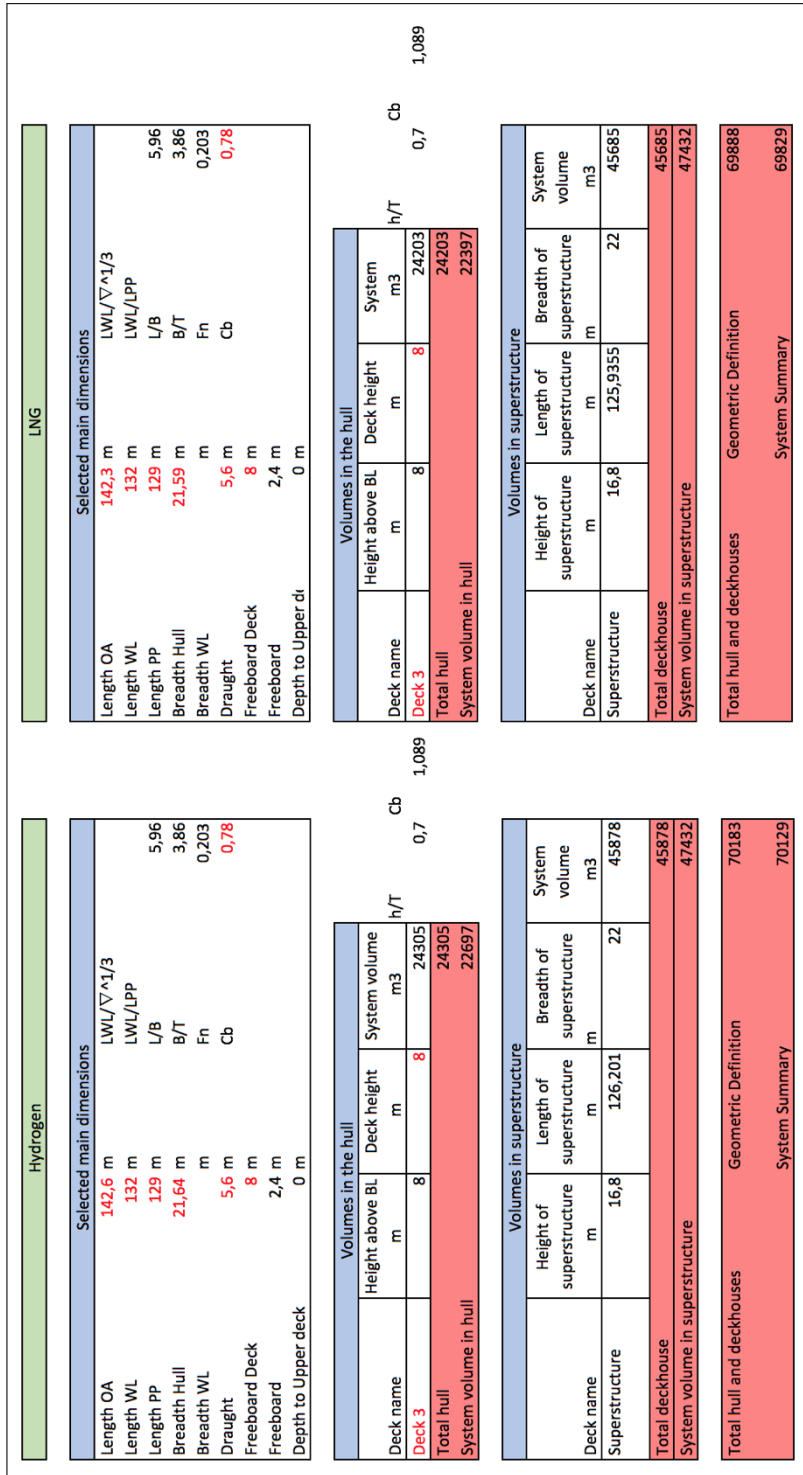 Hydrogen
Selected main dimensions
Length OA 142,6 m LWL/∇^1/3
Length WL 132 m LWL/LPP
Length PP 129 m L/B 5,96
Breadth Hull 21,64 m B/T 3,86
Breadth WL m Fn 0,203
Draught 5,6 m Cb 0,78
Freeboard Deck 8 m
Freeboard 2,4 m
Depth to Upper deck 0 m
Volumes in the hull
Deck name Height above BL Deck height System volume h/T Cb
m m m3
Deck 3 8 8 24305 0,7 1,089
Total hull 24305
System volume in hull 22697
Volumes in superstructure
Deck name Height of superstructure Length of superstructure Breadth of superstructure System volume
m m m m3
Superstructure 16,8 126,201 22 45878
Total deckhouse 45878
System volume in superstructure 47432
Total hull and deckhouses Geometric Definition 70183
System Summary 70129
LNG
Selected main dimensions
Length OA 142,3 m LWL/∇^1/3
Length WL 132 m LWL/LPP
Length PP 129 m L/B 5,96
Breadth Hull 21,59 m B/T 3,86
Breadth WL m Fn 0,203
Draught 5,6 m Cb 0,78
Freeboard Deck 8 m
Freeboard 2,4 m
Depth to Upper de 0 m
Volumes in the hull
Deck name Height above BL Deck height System h/T Cb
m m m3
Deck 3 8 8 24203 0,7 1,089
Total hull 24203
System volume in hull 22397
Volumes in superstructure
Deck name Height of superstructure Length of superstructure Breadth of superstructure System volume
m m m m3
Superstructure 16,8 125,9355 22 45685
Total deckhouse 45685
System volume in superstructure 47432
Total hull and deckhouses Geometric Definition 69888
System Summary 69829